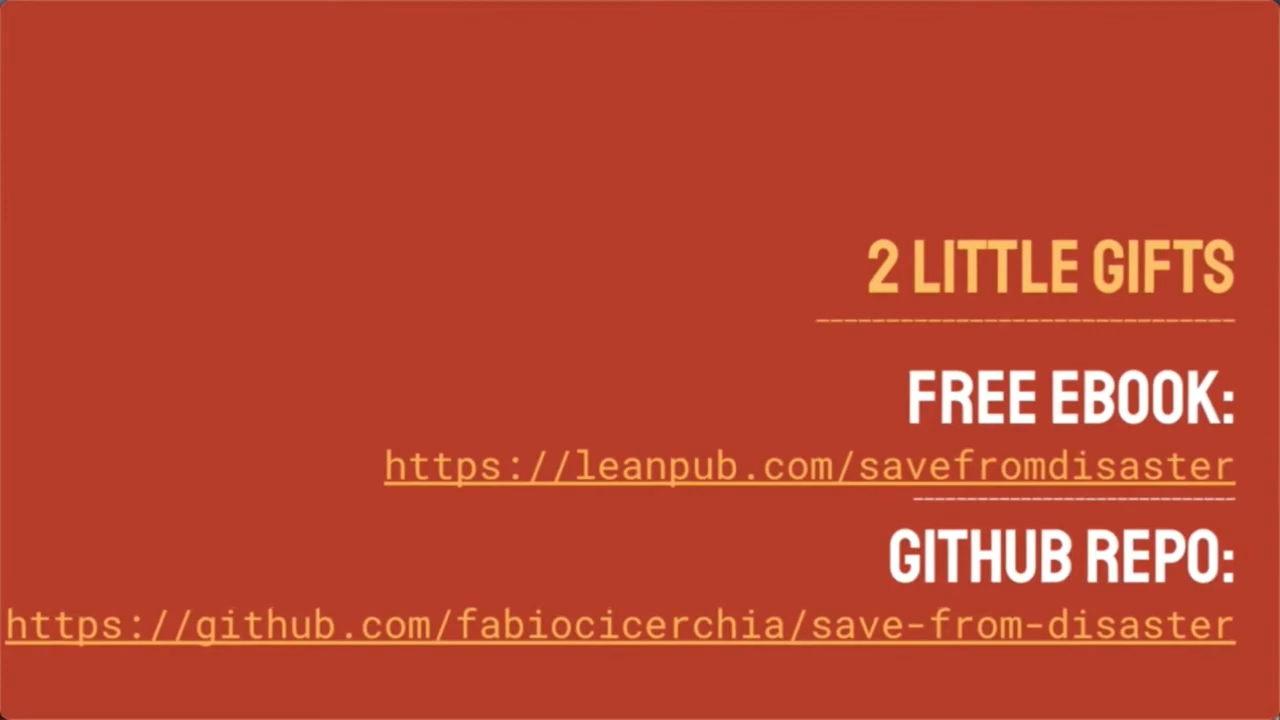 2 LITTLE GIFTS
FREE EBOOK:
https://leanpub.com/savefromdisaster
GITHUB REPO:
https://github.com/fabiocicerchia/save-from-disaster